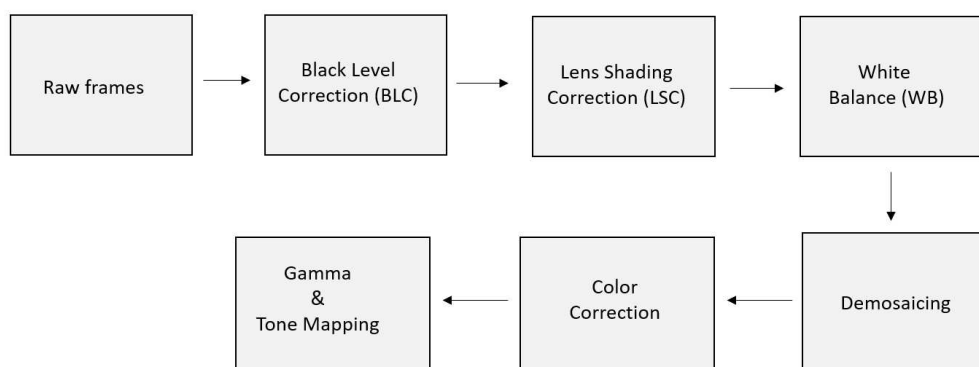 Raw frames
Black Level
Correction (BLC)
Lens Shading
Correction (LSC)
White
Balance (WB)
Demosaicing
Color
Correction
Gamma
&
Tone Mapping